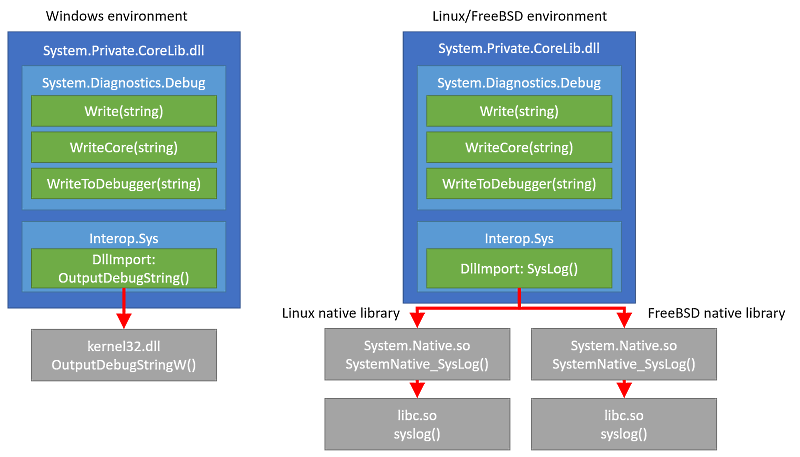 Windows environment
System.Private.CoreLib.dll
System.Diagnostics.Debug
Write(string)
WriteCore(string)
WriteToDebugger(string)
Interop.Sys
DllImport:
OutputDebugString()
kernel32.dll
OutputDebugStringW()
Linux/FreeBSD environment
System.Private.CoreLib.dll
System.Diagnostics.Debug
Write(string)
WriteCore(string)
WriteToDebugger(string)
Interop.Sys
DllImport: SysLog()
Linux native library
System.Native.so
SystemNative_SysLog()
libc.so
syslog()
FreeBSD native library
System.Native.so
SystemNative_SysLog()
libc.so
syslog()